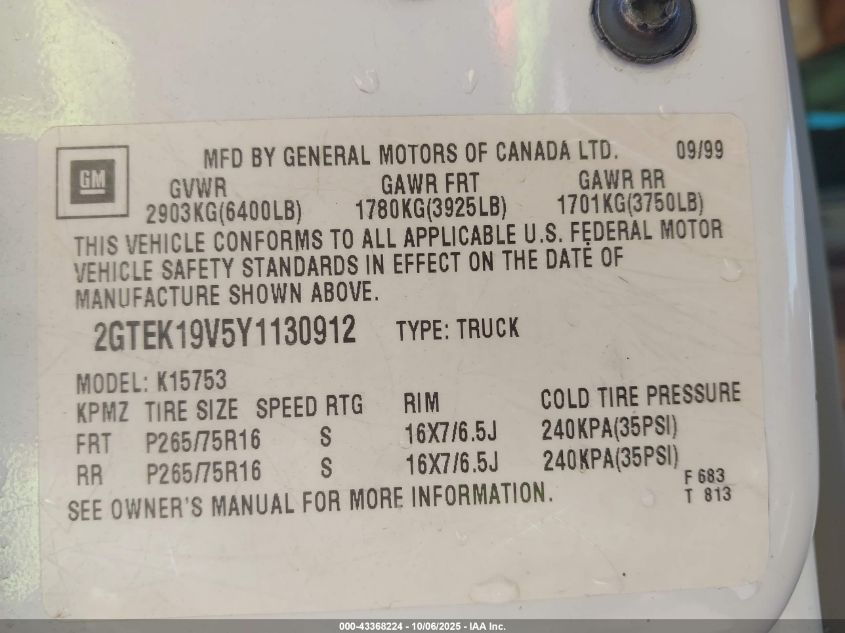 MFD BY GENERAL MOTORS OF CANADA LTD. 09/99
GM
GVWR GAWR FRT GAWR RR
2903KG(6400LB) 1780KG(3925LB) 1701KG(3750LB)
THIS VEHICLE CONFORMS TO ALL APPLICABLE U.S. FEDERAL MOTOR
VEHICLE SAFETY STANDARDS IN EFFECT ON THE DATE OF
MANUFACTURE SHOWN ABOVE.
2GTEK19V5Y1130912 TYPE: TRUCK
MODEL: K15753
KPMZ TIRE SIZE SPEED RTG RIM COLD TIRE PRESSURE
FRT P265/75R16 S 16X7/6.5J 240KPA(35PSI)
RR P265/75R16 S 16X7/6.5J 240KPA(35PSI)
SEE OWNER'S MANUAL FOR MORE INFORMATION.
F 683
T 813
000-43368224 - 10/06/2025 - IAA Inc.